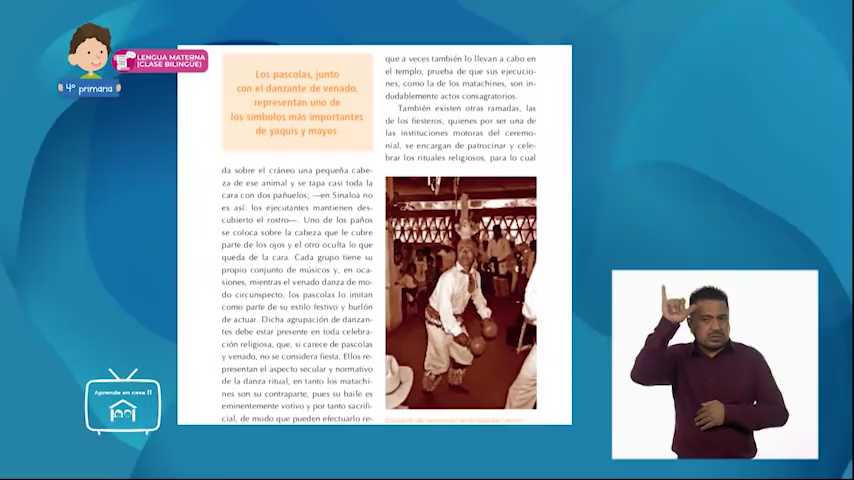 LENGUA MATERNA
(CLASE BILINGÜE)
4° primaria
Los pascolas, junto
con el danzante de venado,
representan uno de
los símbolos más importantes
de yaquis y mayos.
da sobre el cráneo una pequeña cabe-
za de ese animal y se tapa casi toda la
cara con dos pañuelos; —en Sinaloa no
es así: los ejecutantes mantienen des-
cubierto el rostro—. Uno de los paños
se coloca sobre la cabeza que le cubre
parte de los ojos y el otro oculta lo que
queda de la cara. Cada grupo tiene su
propio conjunto de músicos y, en oca-
siones, mientras el venado danza de mo-
do circunspecto, los pascolas lo imitan
como parte de su estilo festivo y burlón
de actuar. Dicha agrupación de danzan-
tes debe estar presente en toda celebra-
ción religiosa, que, si carece de pascolas
y venado, no se considera fiesta. Ellos re-
presentan el aspecto secular y normativo
de la danza ritual, en tanto los matachi-
nes son su contraparte, pues su baile es
eminentemente votivo y por tanto sacrifi-
cial, de modo que pueden efectuarlo re-
que a veces también lo llevan a cabo en
el templo, prueba de que sus ejecucio-
nes, como la de los matachines, son in-
dudablemente actos consagratorios.
También existen otras ramadas, las
de los fiesteros, quienes por ser una de
las instituciones motoras del ceremo-
nial, se encargan de patrocinar y cele-
brar los rituales religiosos, para lo cual
Aprende en casa II